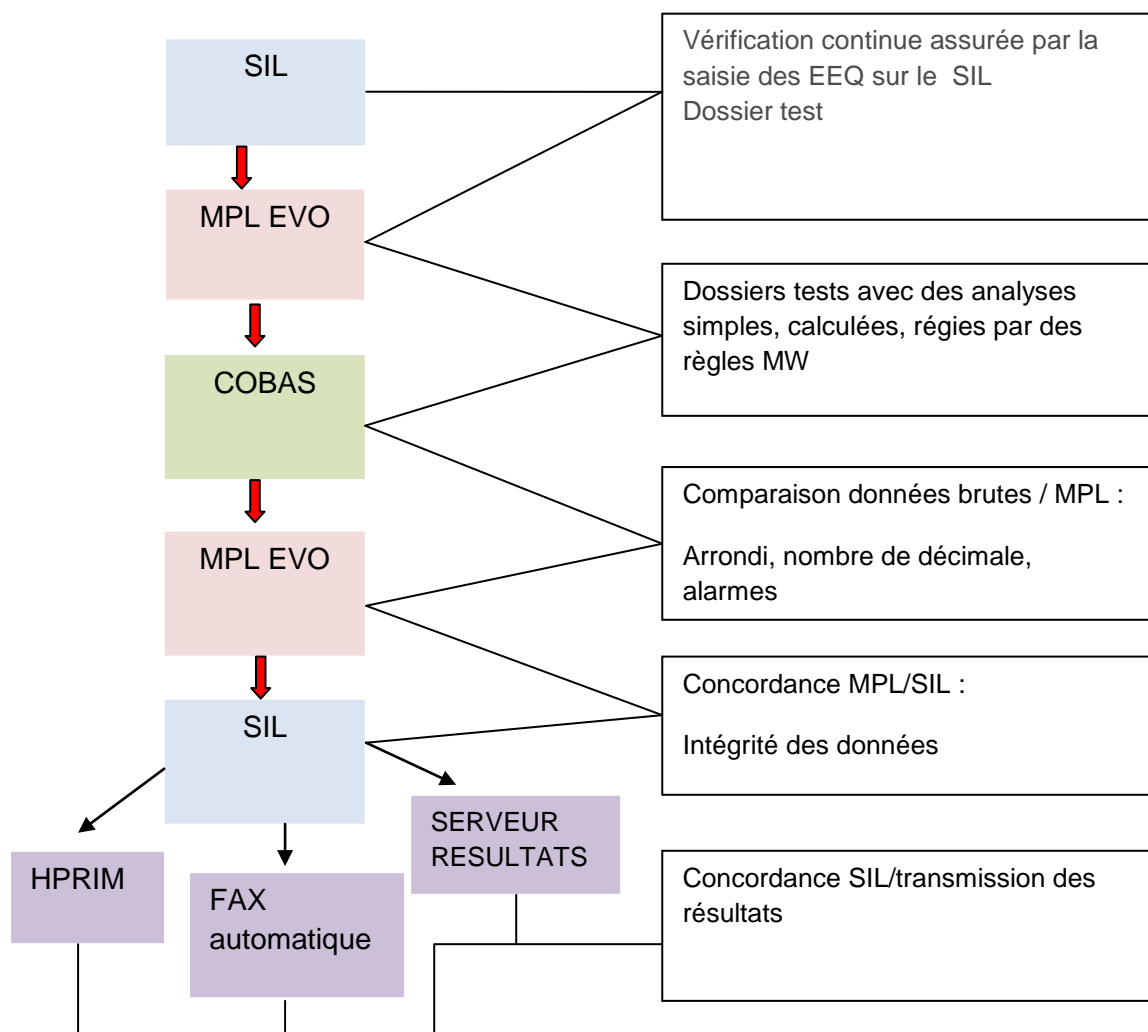 SIL
Vérification continue assurée par la
saisie des EEQ sur le SIL
Dossier test
MPL EVO
Dossiers tests avec des analyses
simples, calculées, régies par des
règles MW
COBAS
Comparaison données brutes / MPL :
Arrondi, nombre de décimale,
alarmes
MPL EVO
Concordance MPL/SIL :
Intégrité des données
SIL
SERVEUR
RESULTATS
HPRIM
FAX
automatique
Concordance SIL/transmission des
résultats